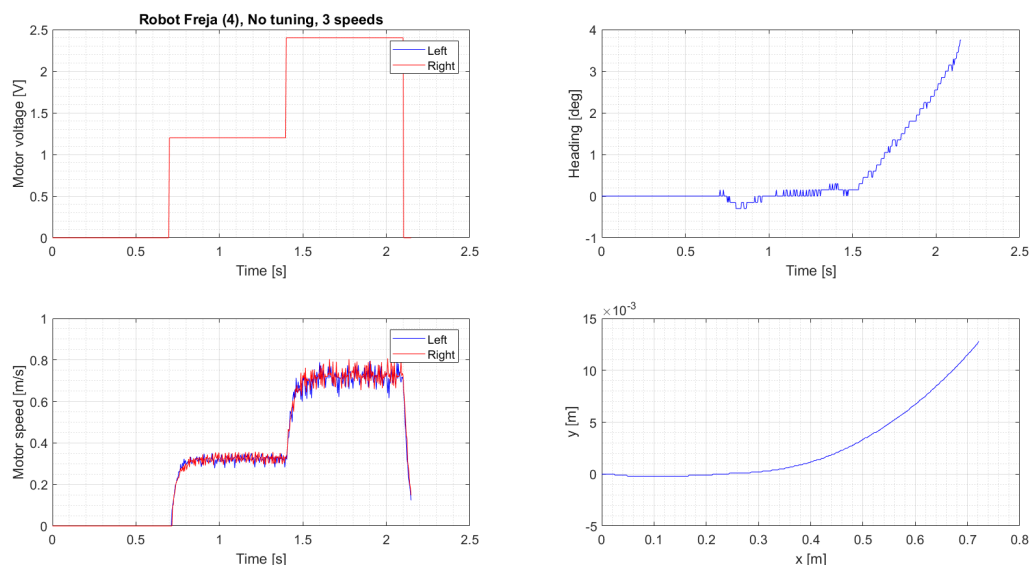 Robot Freja (4), No tuning, 3 speeds
Motor voltage [V]
2.5
2
1.5
1
0.5
0
0 0.5 1 1.5 2 2.5
Time [s]
Left
Right
Heading [deg]
4
3
2
1
0
-1
0 0.5 1 1.5 2 2.5
Time [s]
Motor speed [m/s]
1
0.8
0.6
0.4
0.2
0
0 0.5 1 1.5 2 2.5
Time [s]
Left
Right
×10-3
y [m]
15
10
5
0
-5
0 0.1 0.2 0.3 0.4 0.5 0.6 0.7 0.8
x [m]